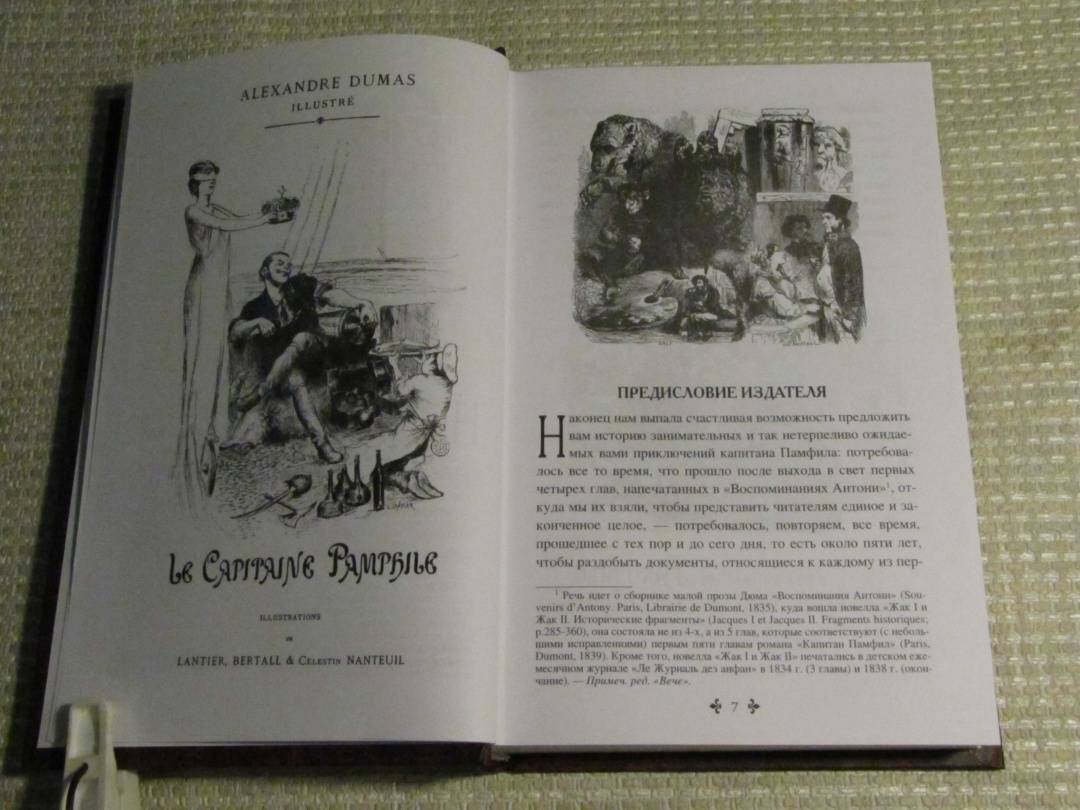 ALEXANDRE DUMAS
ILLUSTRÉ
Le Capitaine Pamphile
ILLUSTRATIONS
DE
LANTIER, BERTALL & Celestin NANTEUIL
ПРЕДИСЛОВИЕ ИЗДАТЕЛЯ
Наконец нам выпала счастливая возможность предложить
вам историю занимательных и так нетерпеливо ожидае-
мых вами приключений капитана Памфила: потребова-
лось все то время, что прошло после выхода в свет первых
четырех глав, напечатанных в «Воспоминаниях Антони»¹, от-
куда мы их взяли, чтобы представить читателям единое и за-
конченное целое, — потребовалось, повторяем, все время,
прошедшее с тех пор и до сего дня, то есть около пяти лет,
чтобы раздобыть документы, относящиеся к каждому из пер-
¹ Речь идет о сборнике малой прозы Дюма «Воспоминания Антони» (Sou-
venirs d’Antony. Paris, Librairie de Dumont, 1835), куда вошла новелла «Жак I и
Жак II. Исторические фрагменты» (Jacques I et Jacques II. Fragments historiques;
p.285-360), она состояла не из 4-х, а из 5 глав, которые соответствуют (с неболь-
шими исправлениями) первым пяти главам романа «Капитан Памфил» (Paris,
Dumont, 1839). Кроме того, новелла «Жак I и Жак II» печатались в детском еже-
месячном журнале «Ле Журналь дез анфан» в 1834 г. (3 главы) и 1838 г. (окон-
чание). — Примеч. ред. «Вече».
7